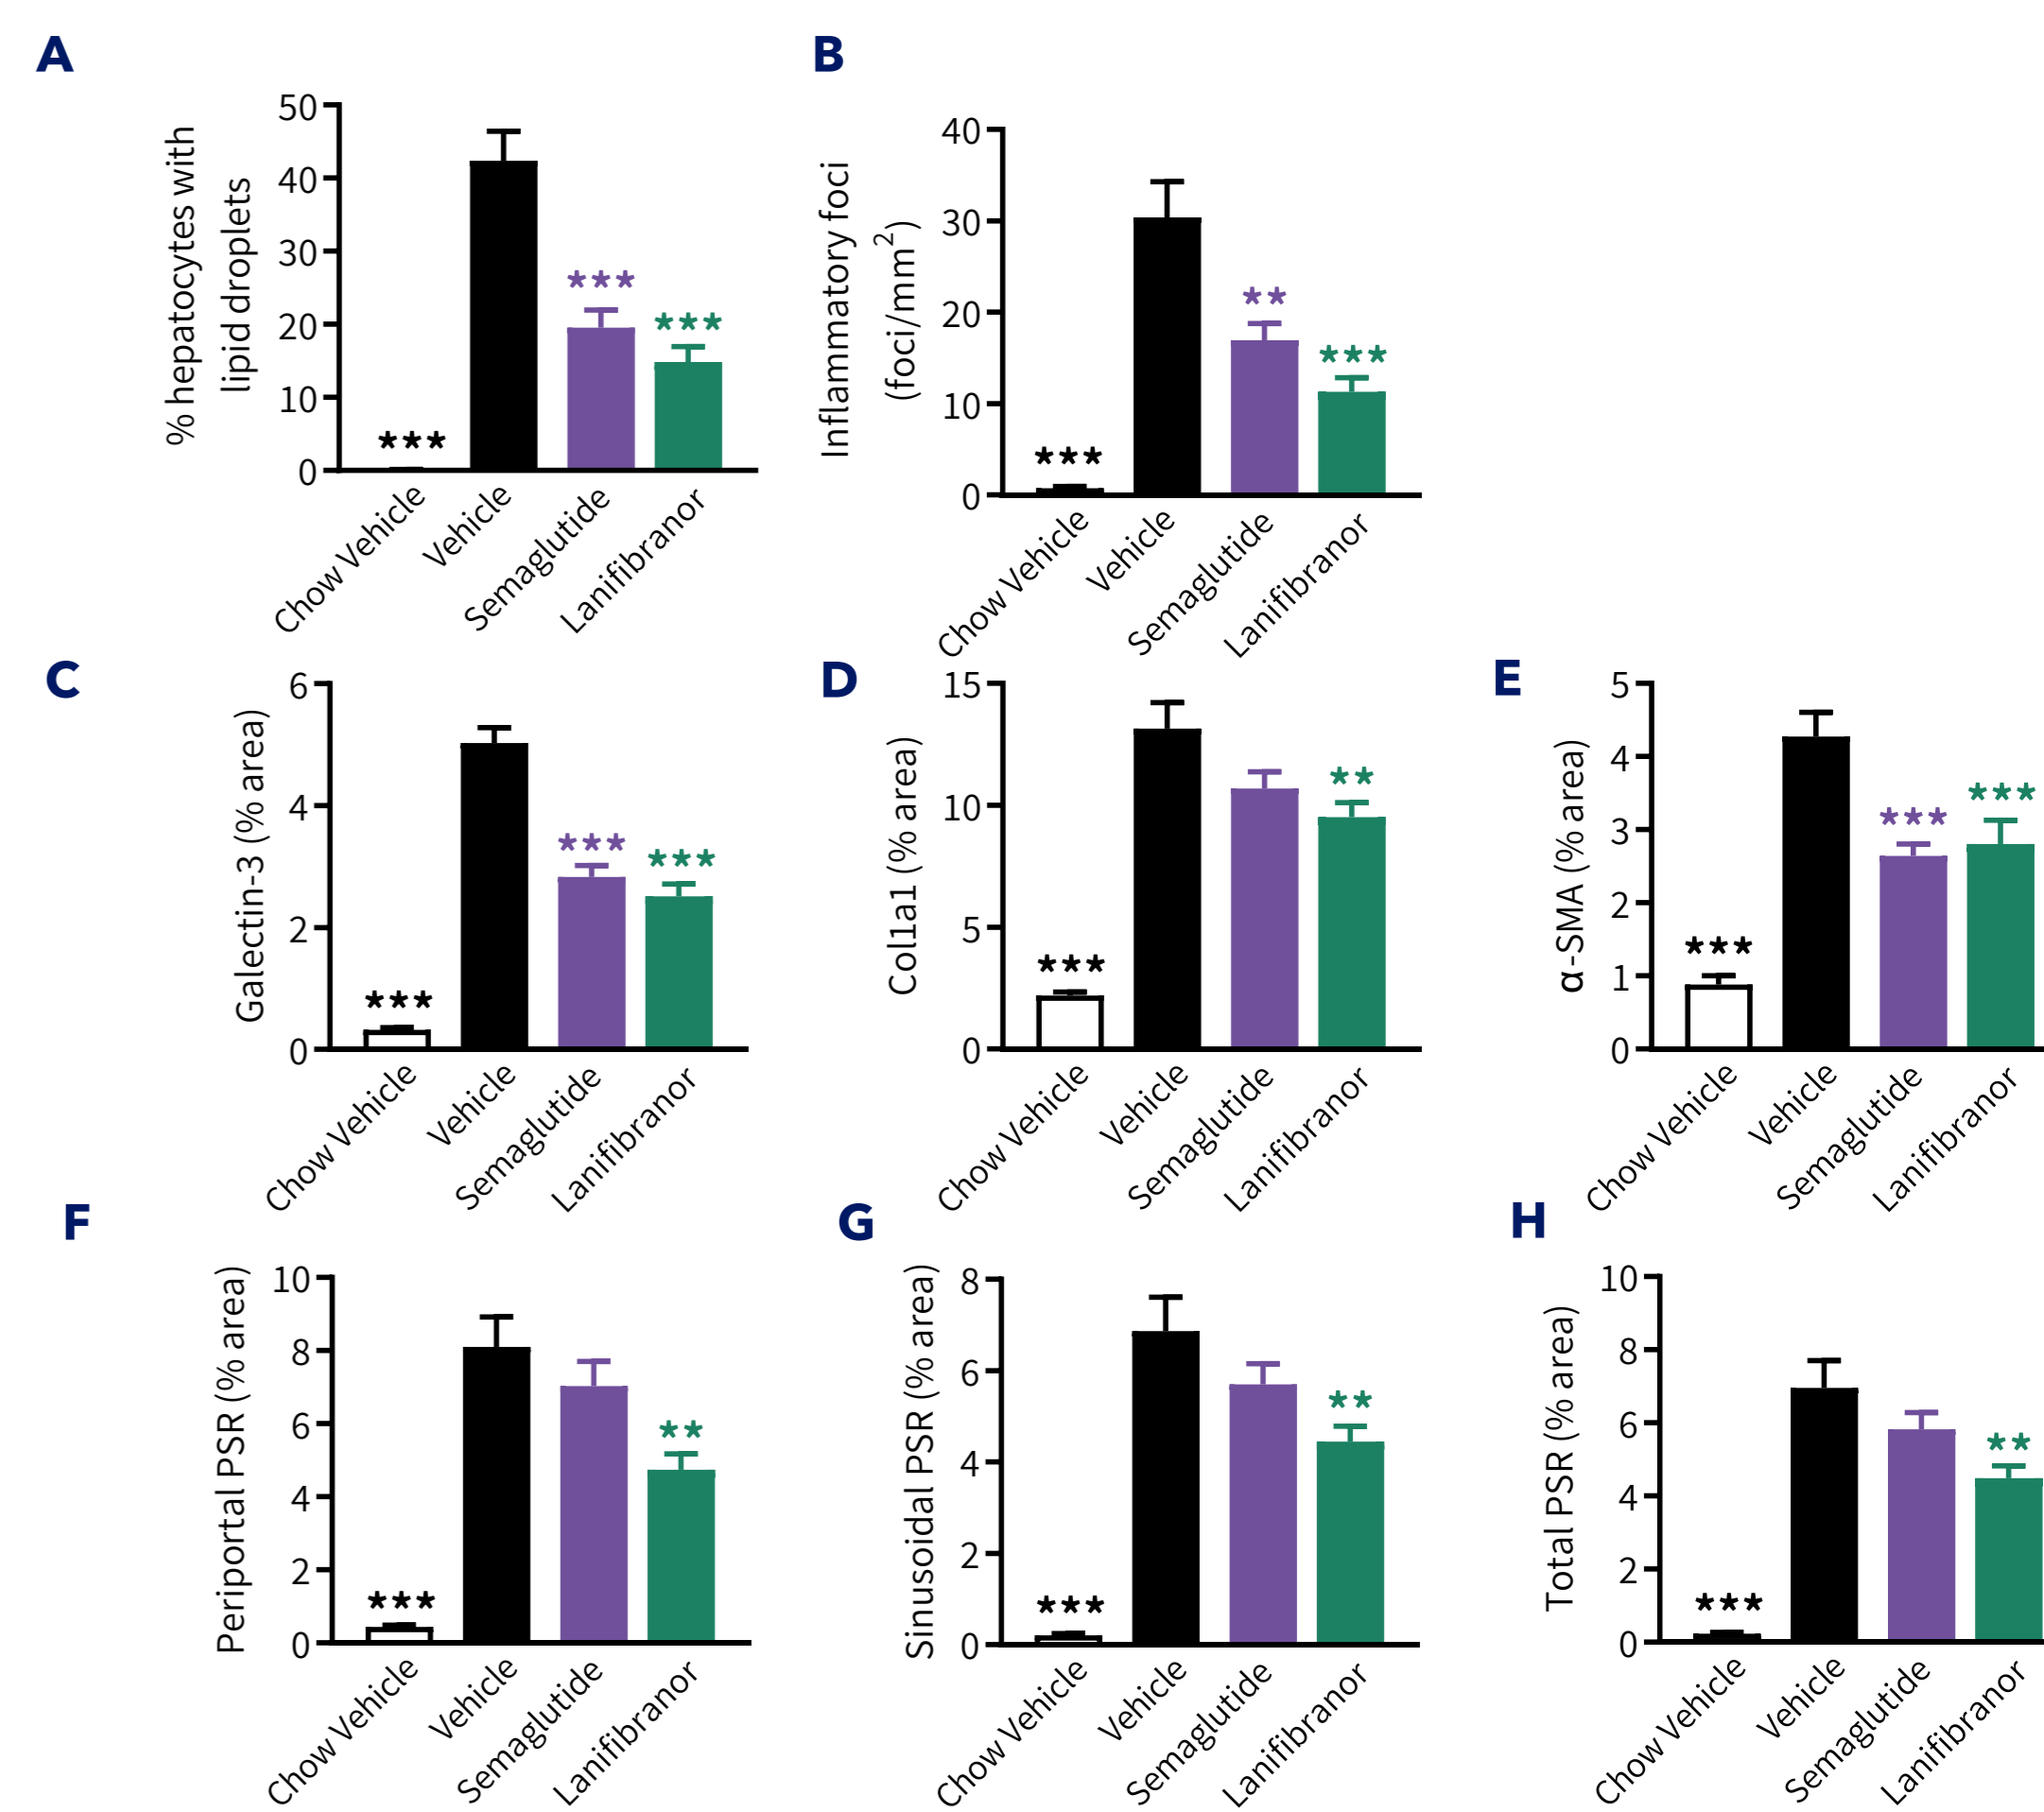 A
% hepatocytes with
lipid droplets
50
40
30
20
10
0
***
***
***
Chow Vehicle
Vehicle
Semaglutide
Lanifibranor
B
Inflammatory foci
(foci/mm2)
40
30
20
10
0
***
**
***
Chow Vehicle
Vehicle
Semaglutide
Lanifibranor
C
Galectin-3 (% area)
6
4
2
0
***
***
***
Chow Vehicle
Vehicle
Semaglutide
Lanifibranor
D
Col1a1 (% area)
15
10
5
0
***
**
Chow Vehicle
Vehicle
Semaglutide
Lanifibranor
E
α-SMA (% area)
5
4
3
2
1
0
***
***
***
Chow Vehicle
Vehicle
Semaglutide
Lanifibranor
F
Periportal PSR (% area)
10
8
6
4
2
0
***
**
Chow Vehicle
Vehicle
Semaglutide
Lanifibranor
G
Sinusoidal PSR (% area)
8
6
4
2
0
***
**
Chow Vehicle
Vehicle
Semaglutide
Lanifibranor
H
Total PSR (% area)
10
8
6
4
2
0
***
**
Chow Vehicle
Vehicle
Semaglutide
Lanifibranor